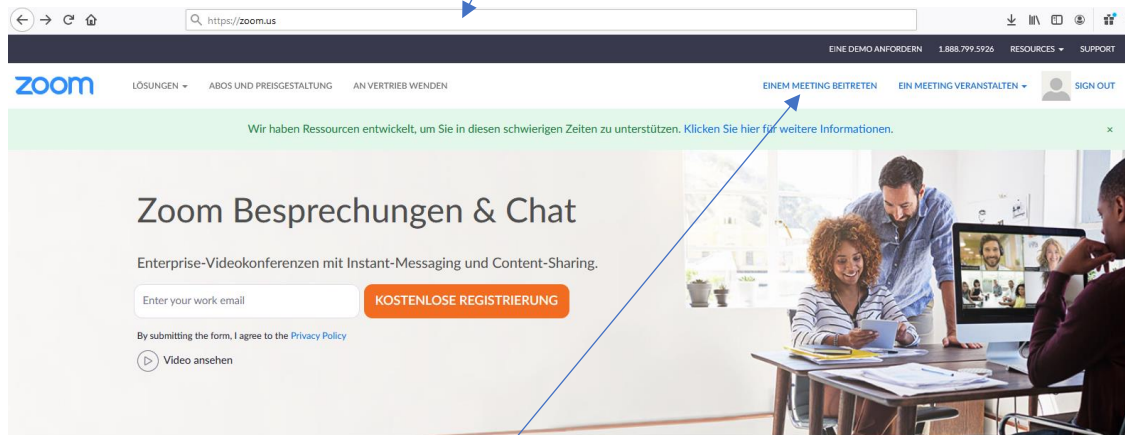 https://zoom.us
EINE DEMO ANFORDERN 1.888.799.5926 RESOURCES SUPPORT
zoom LÖSUNGEN ABOS UND PREISGESTALTUNG AN VERTRIEB WENDEN EINEM MEETING BEITRETEN EIN MEETING VERANSTALTEN SIGN OUT
Wir haben Ressourcen entwickelt, um Sie in diesen schwierigen Zeiten zu unterstützen. Klicken Sie hier für weitere Informationen. ×
Zoom Besprechungen & Chat
Enterprise-Videokonferenzen mit Instant-Messaging und Content-Sharing.
Enter your work email KOSTENLOSE REGISTRIERUNG
By submitting the form, I agree to the Privacy Policy
Video ansehen